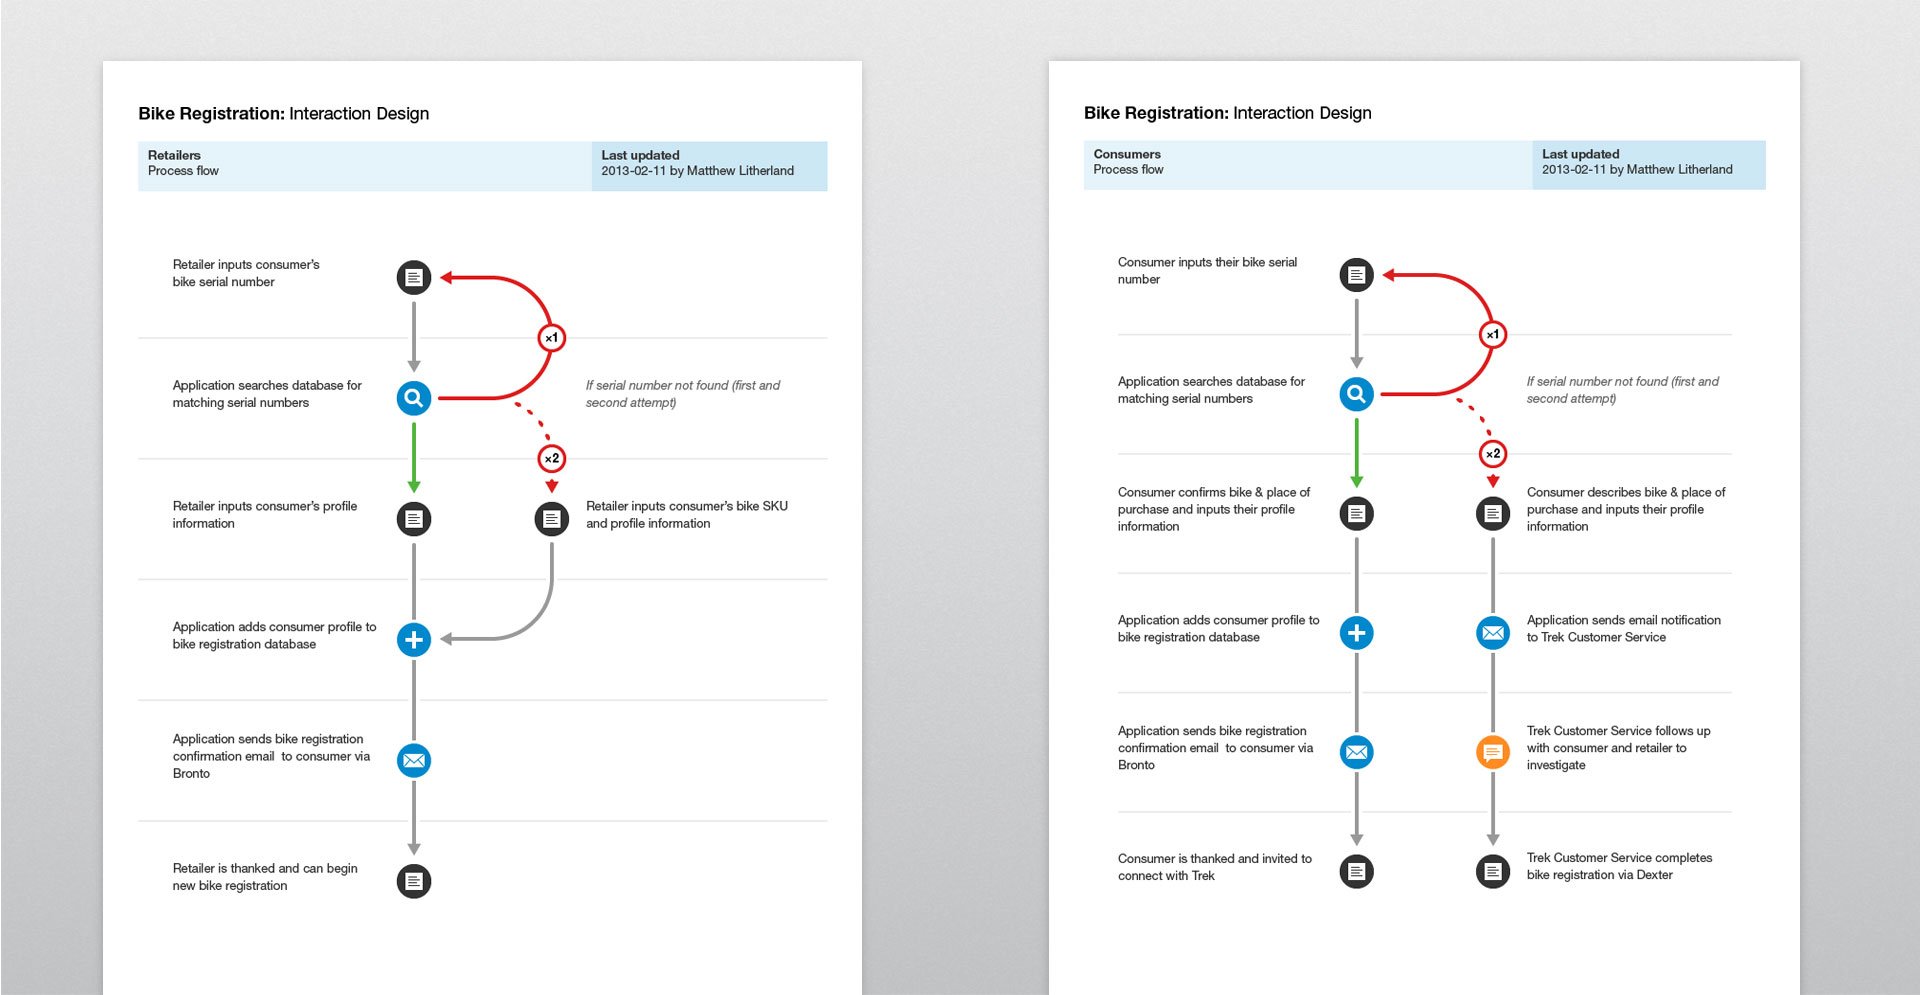 Bike Registration: Interaction Design
Retailers
Process flow
Last updated
2013-02-11 by Matthew Litherland
Retailer inputs consumer’s
bike serial number
×1
Application searches database for
matching serial numbers
If serial number not found (first and
second attempt)
×2
Retailer inputs consumer’s profile
information
Retailer inputs consumer’s bike SKU
and profile information
Application adds consumer profile to
bike registration database
Application sends bike registration
confirmation email  to consumer via
Bronto
Retailer is thanked and can begin
new bike registration
Bike Registration: Interaction Design
Consumers
Process flow
Last updated
2013-02-11 by Matthew Litherland
Consumer inputs their bike serial
number
×1
Application searches database for
matching serial numbers
If serial number not found (first and
second attempt)
×2
Consumer confirms bike & place of
purchase and inputs their profile
information
Consumer describes bike & place of
purchase and inputs their profile
information
Application adds consumer profile to
bike registration database
Application sends email notification
to Trek Customer Service
Application sends bike registration
confirmation email  to consumer via
Bronto
Trek Customer Service follows up
with consumer and retailer to
investigate
Consumer is thanked and invited to
connect with Trek
Trek Customer Service completes
bike registration via Dexter